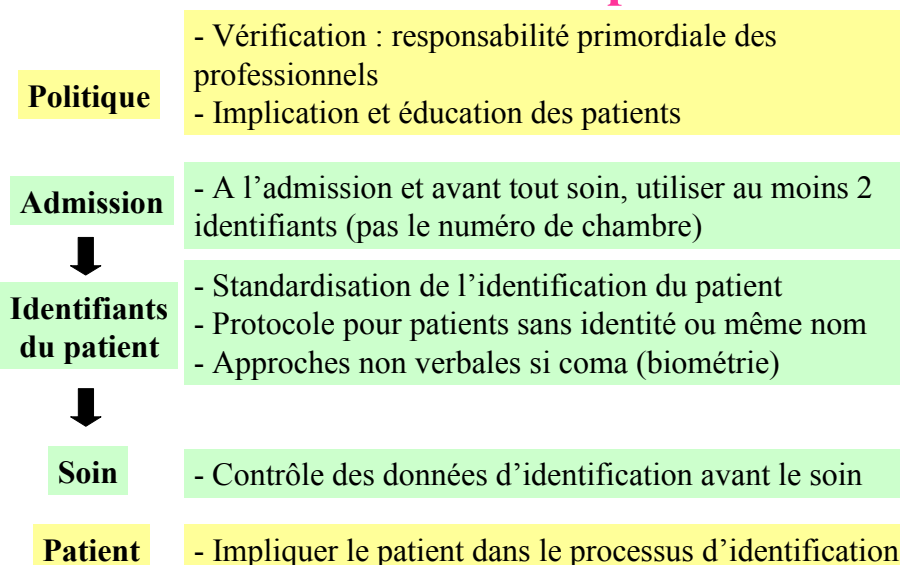 - Vérification : responsabilité primordiale des
professionnels
Politique
- Implication et éducation des patients
Admission
- A l’admission et avant tout soin, utiliser au moins 2
identifiants (pas le numéro de chambre)
Identifiants
du patient
- Standardisation de l’identification du patient
- Protocole pour patients sans identité ou même nom
- Approches non verbales si coma (biométrie)
Soin
- Contrôle des données d’identification avant le soin
Patient
- Impliquer le patient dans le processus d’identification